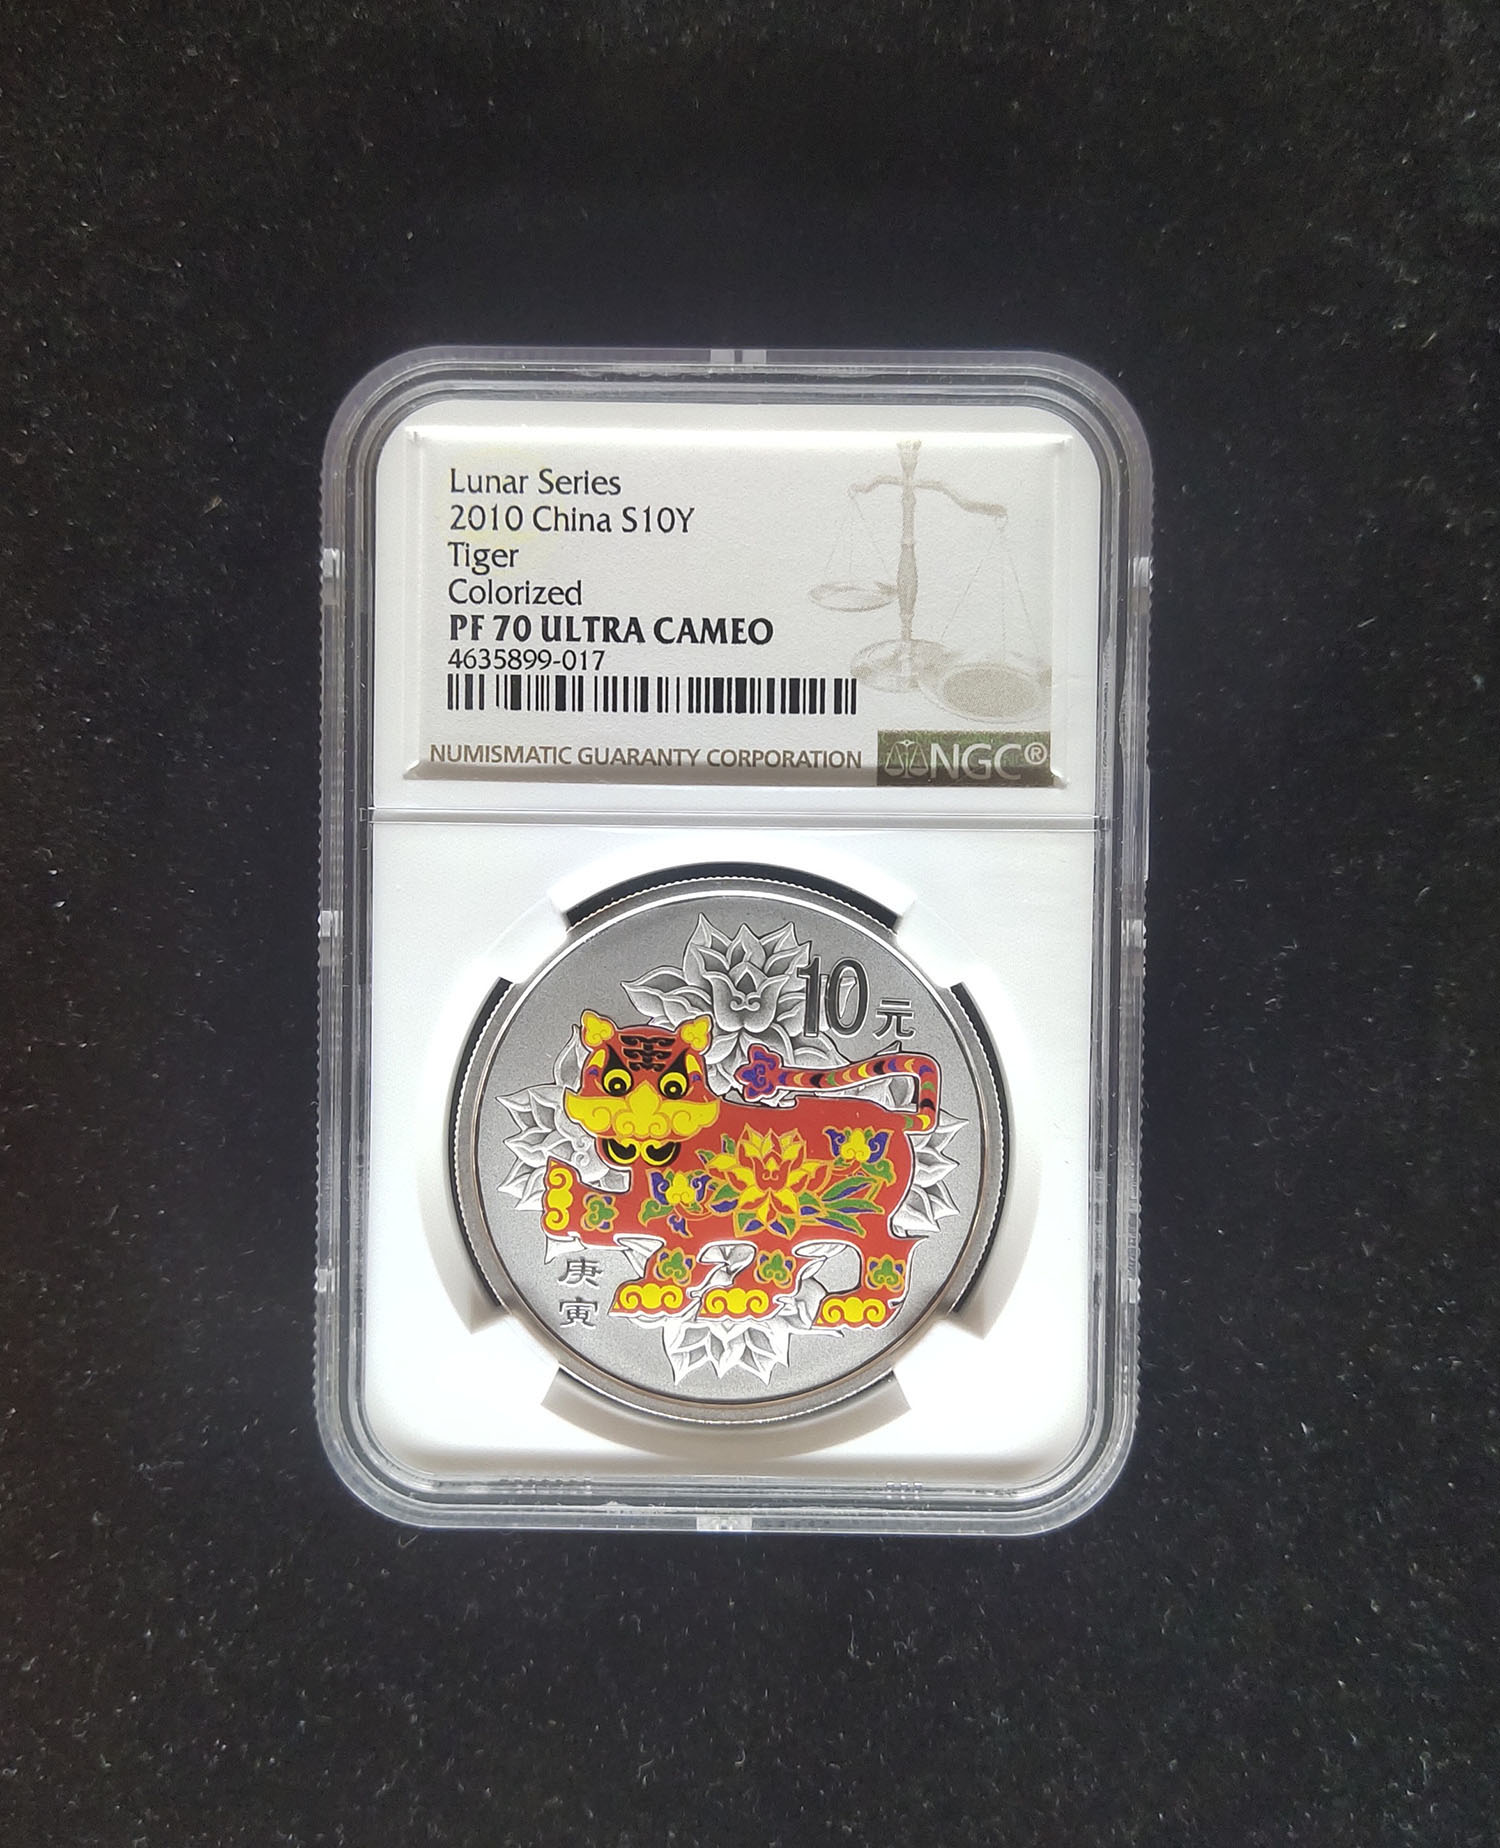 Lunar Series
2010 China S10Y
Tiger
Colorized
PF 70 ULTRA CAMEO
4635899-017
NUMISMATIC GUARANTY CORPORATION NGC®
10元
庚
寅